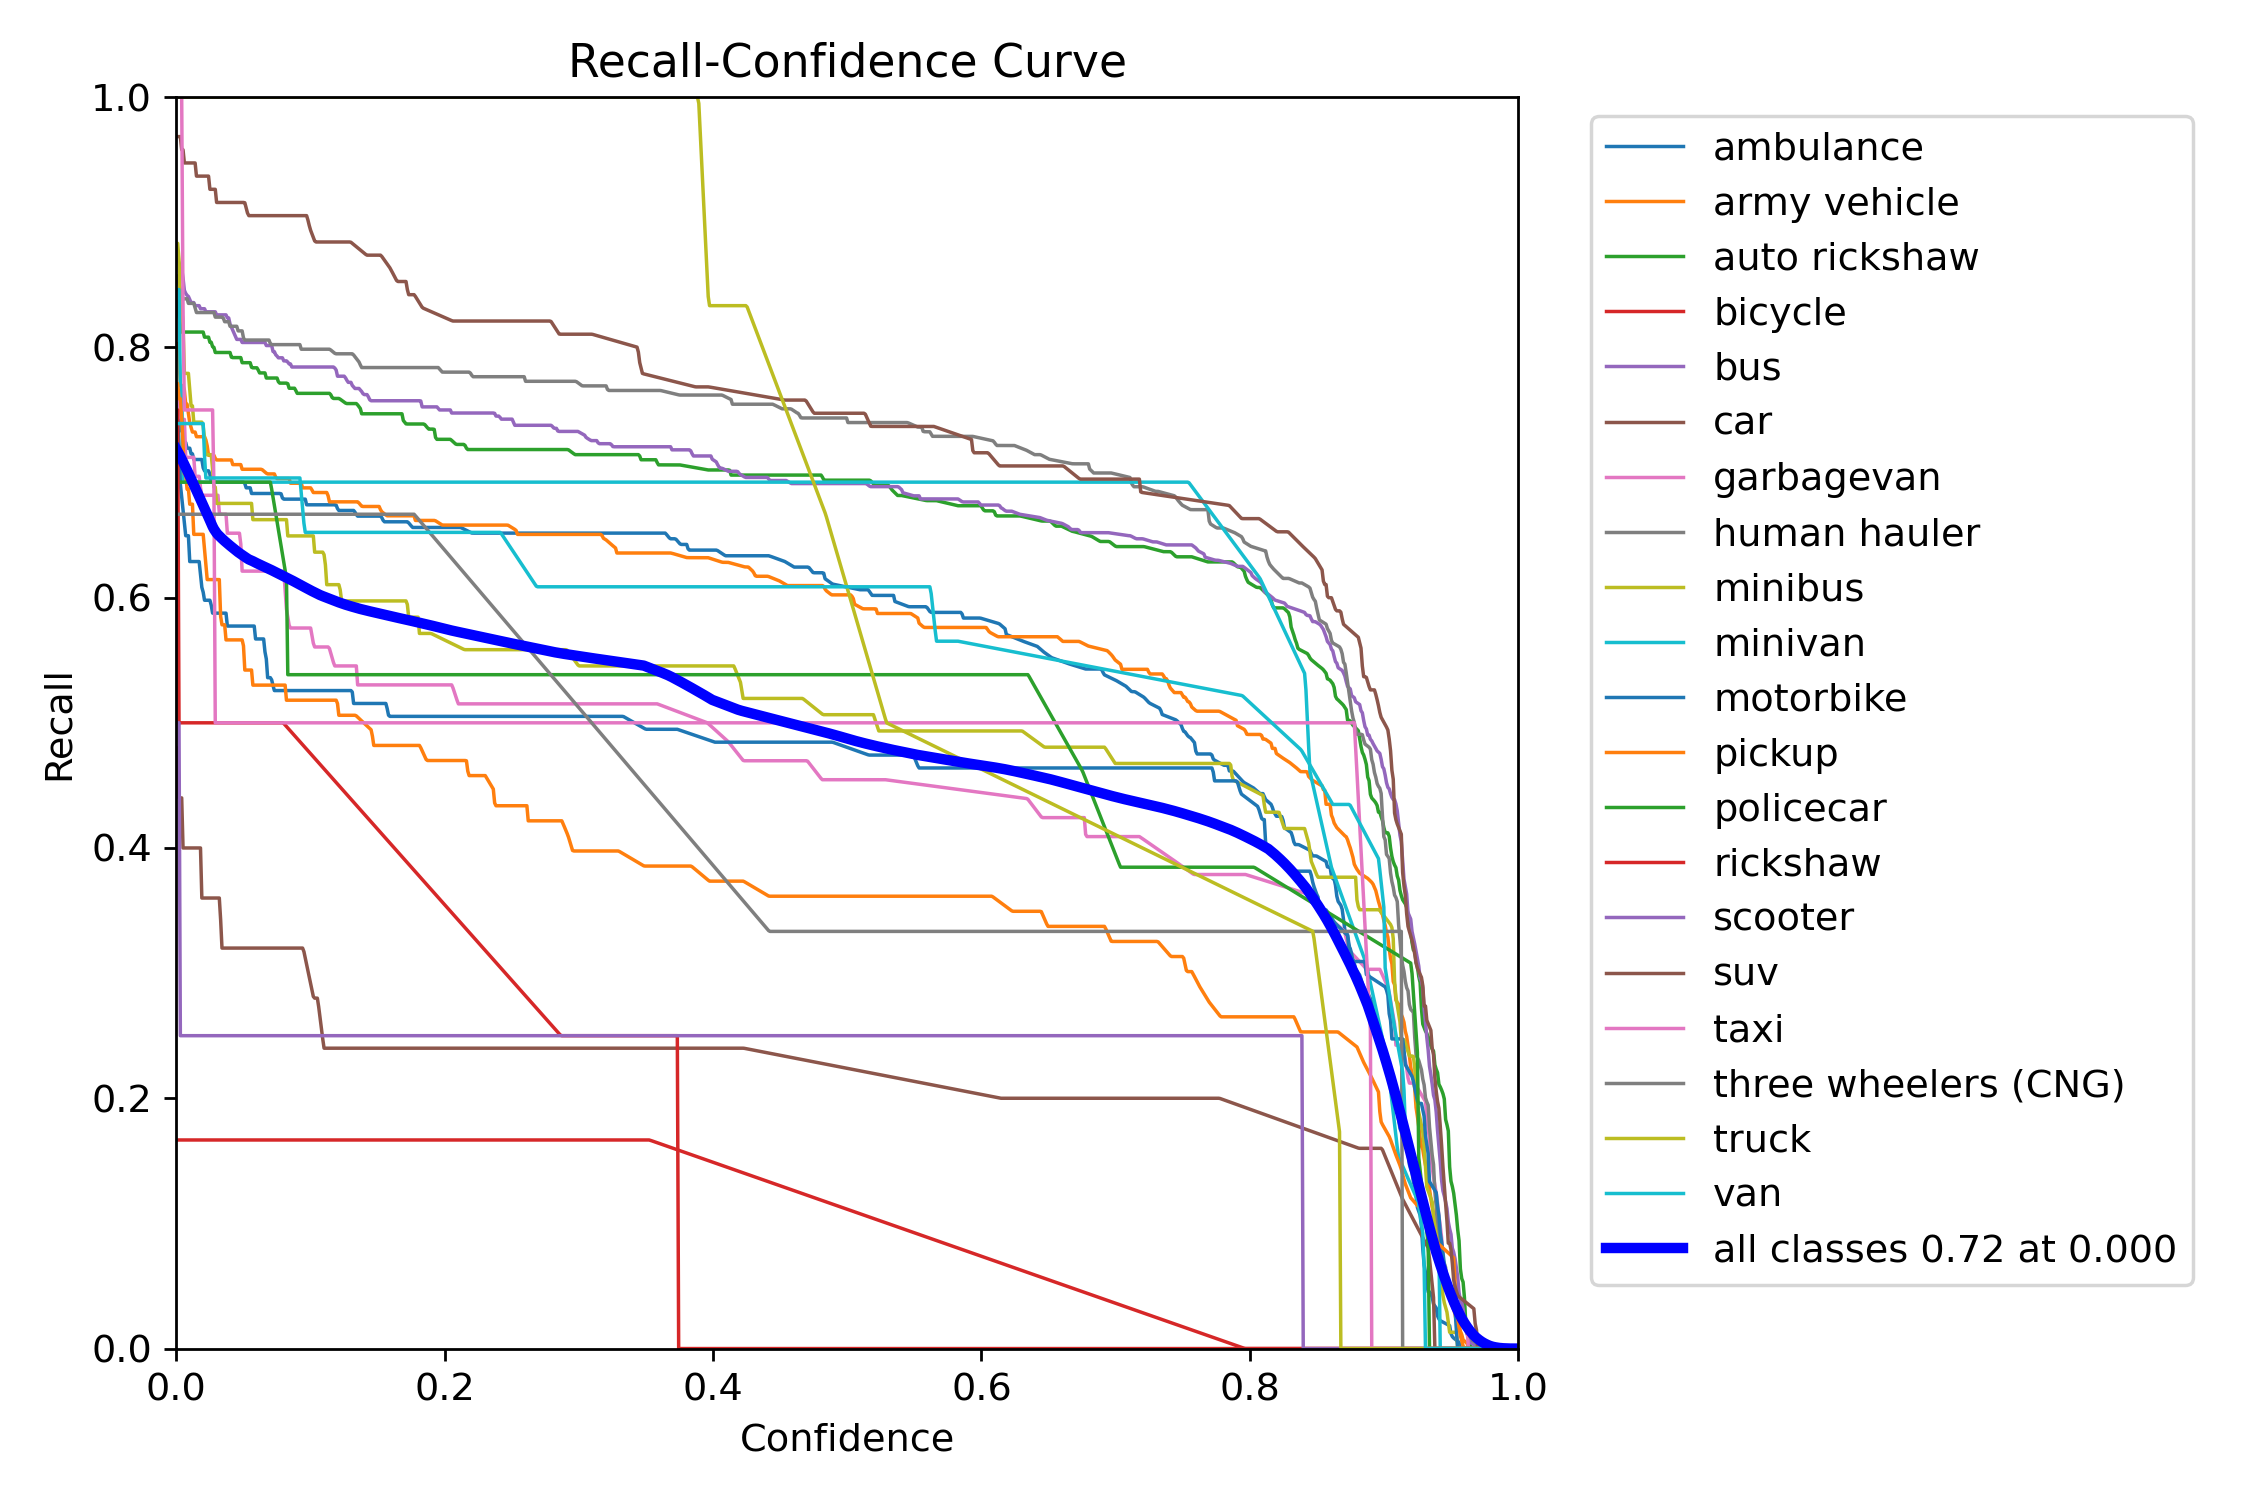 Recall-Confidence Curve
1.0
0.8
0.6
0.4
0.2
0.0
Recall
0.0 0.2 0.4 0.6 0.8 1.0
Confidence
ambulance
army vehicle
auto rickshaw
bicycle
bus
car
garbagevan
human hauler
minibus
minivan
motorbike
pickup
policecar
rickshaw
scooter
suv
taxi
three wheelers (CNG)
truck
van
all classes 0.72 at 0.000